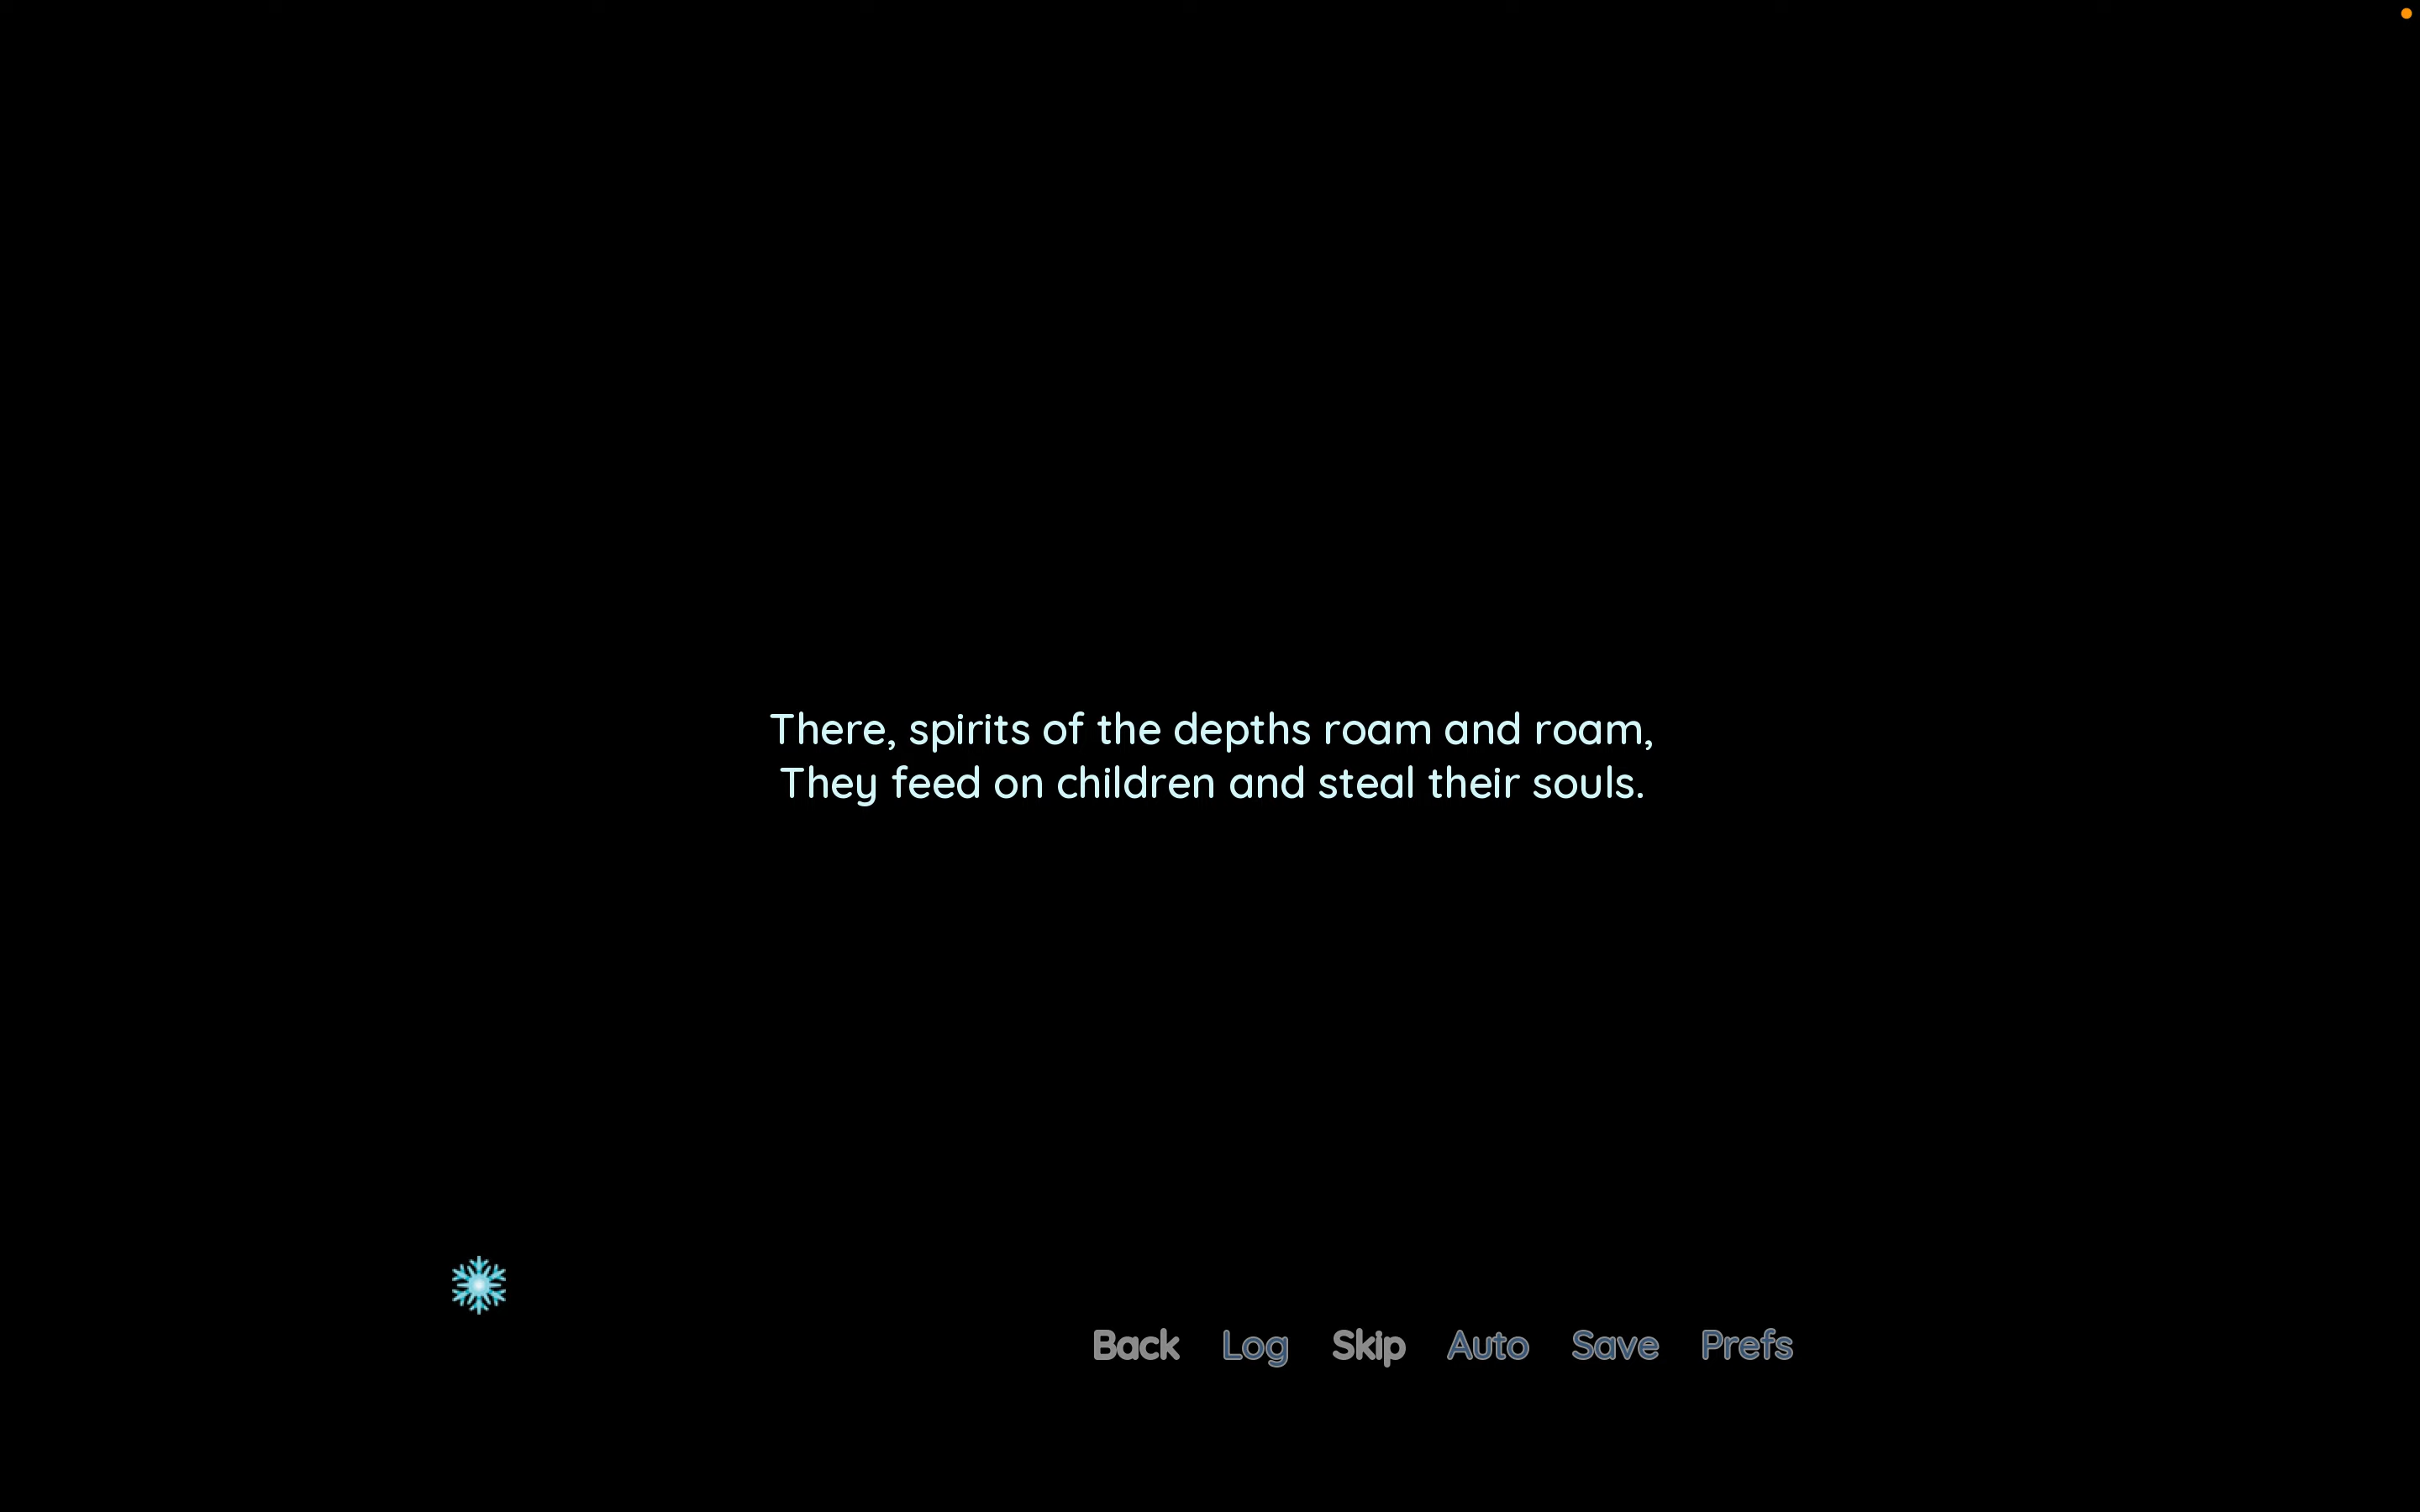 There, spirits of the depths roam and roam,
They feed on children and steal their souls.
Back Log Skip Auto Save Prefs